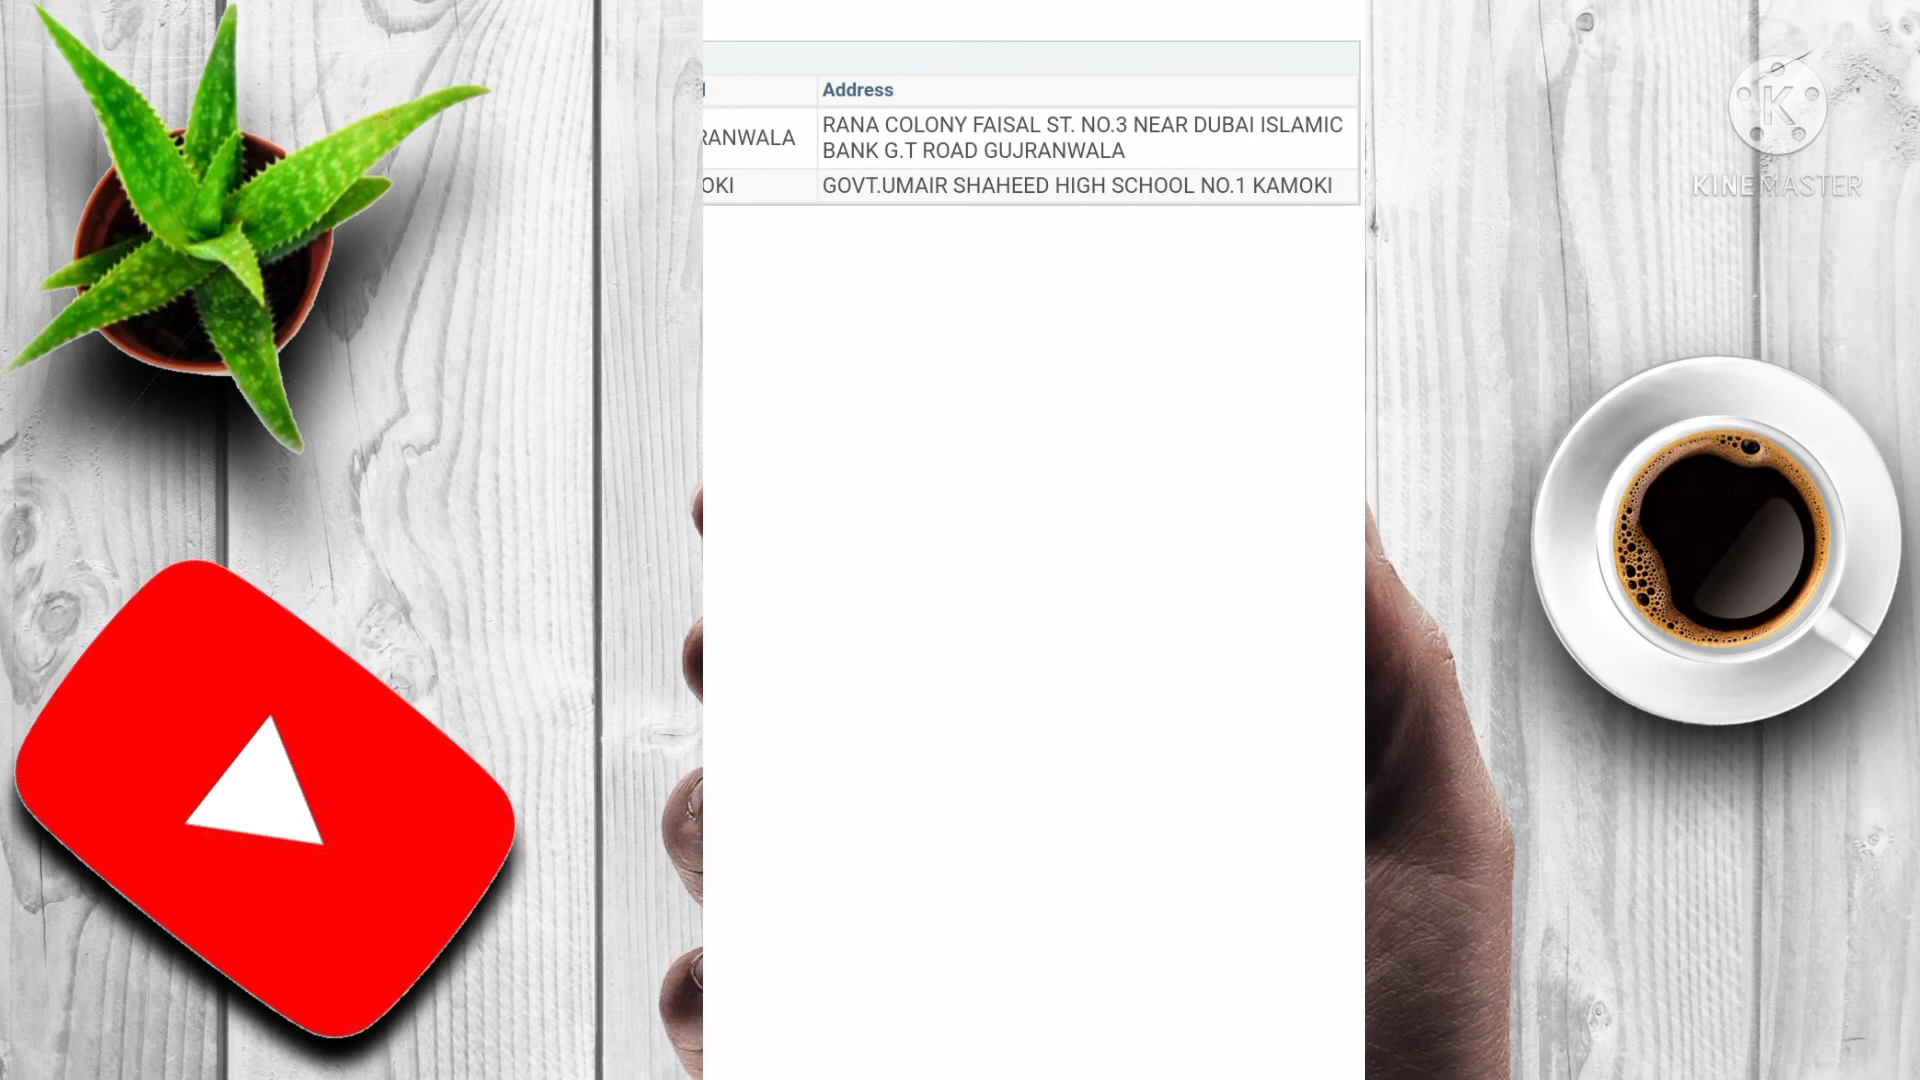 Address
RANWALA
RANA COLONY FAISAL ST. NO.3 NEAR DUBAI ISLAMIC
BANK G.T ROAD GUJRANWALA
OKI
GOVT.UMAIR SHAHEED HIGH SCHOOL NO.1 KAMOKI
KINEMASTER